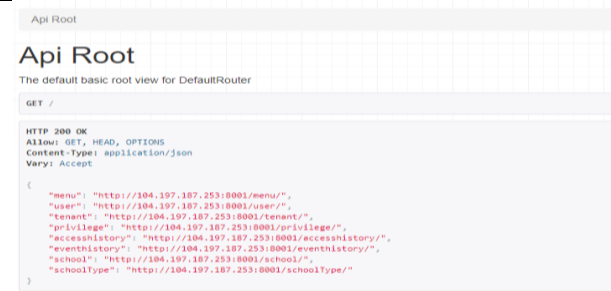 Api Root
Api Root
The default basic root view for DefaultRouter
GET /
HTTP 200 OK
Allow: GET, HEAD, OPTIONS
Content-Type: application/json
Vary: Accept
{
"menu": "http://104.197.187.253:8001/menu/",
"user": "http://104.197.187.253:8001/user/",
"tenant": "http://104.197.187.253:8001/tenant/",
"privilege": "http://104.197.187.253:8001/privilege/",
"accesshistory": "http://104.197.187.253:8001/accesshistory/",
"eventhistory": "http://104.197.187.253:8001/eventhistory/",
"school": "http://104.197.187.253:8001/school/",
"schoolType": "http://104.197.187.253:8001/schoolType/"
}